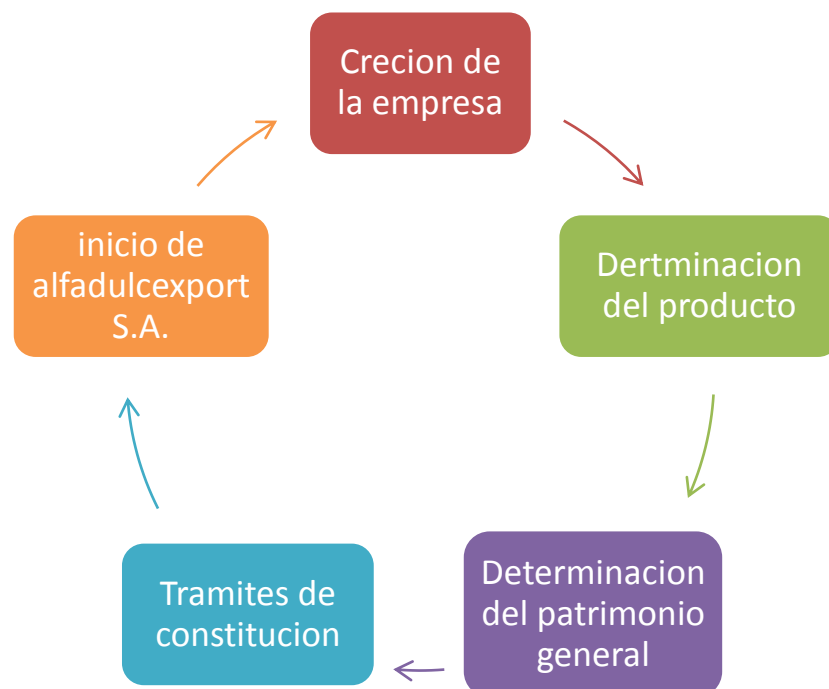 Crecion de
la empresa
Dertminacion
del producto
Determinacion
del patrimonio
general
Tramites de
constitucion
inicio de
alfadulcexport
S.A.